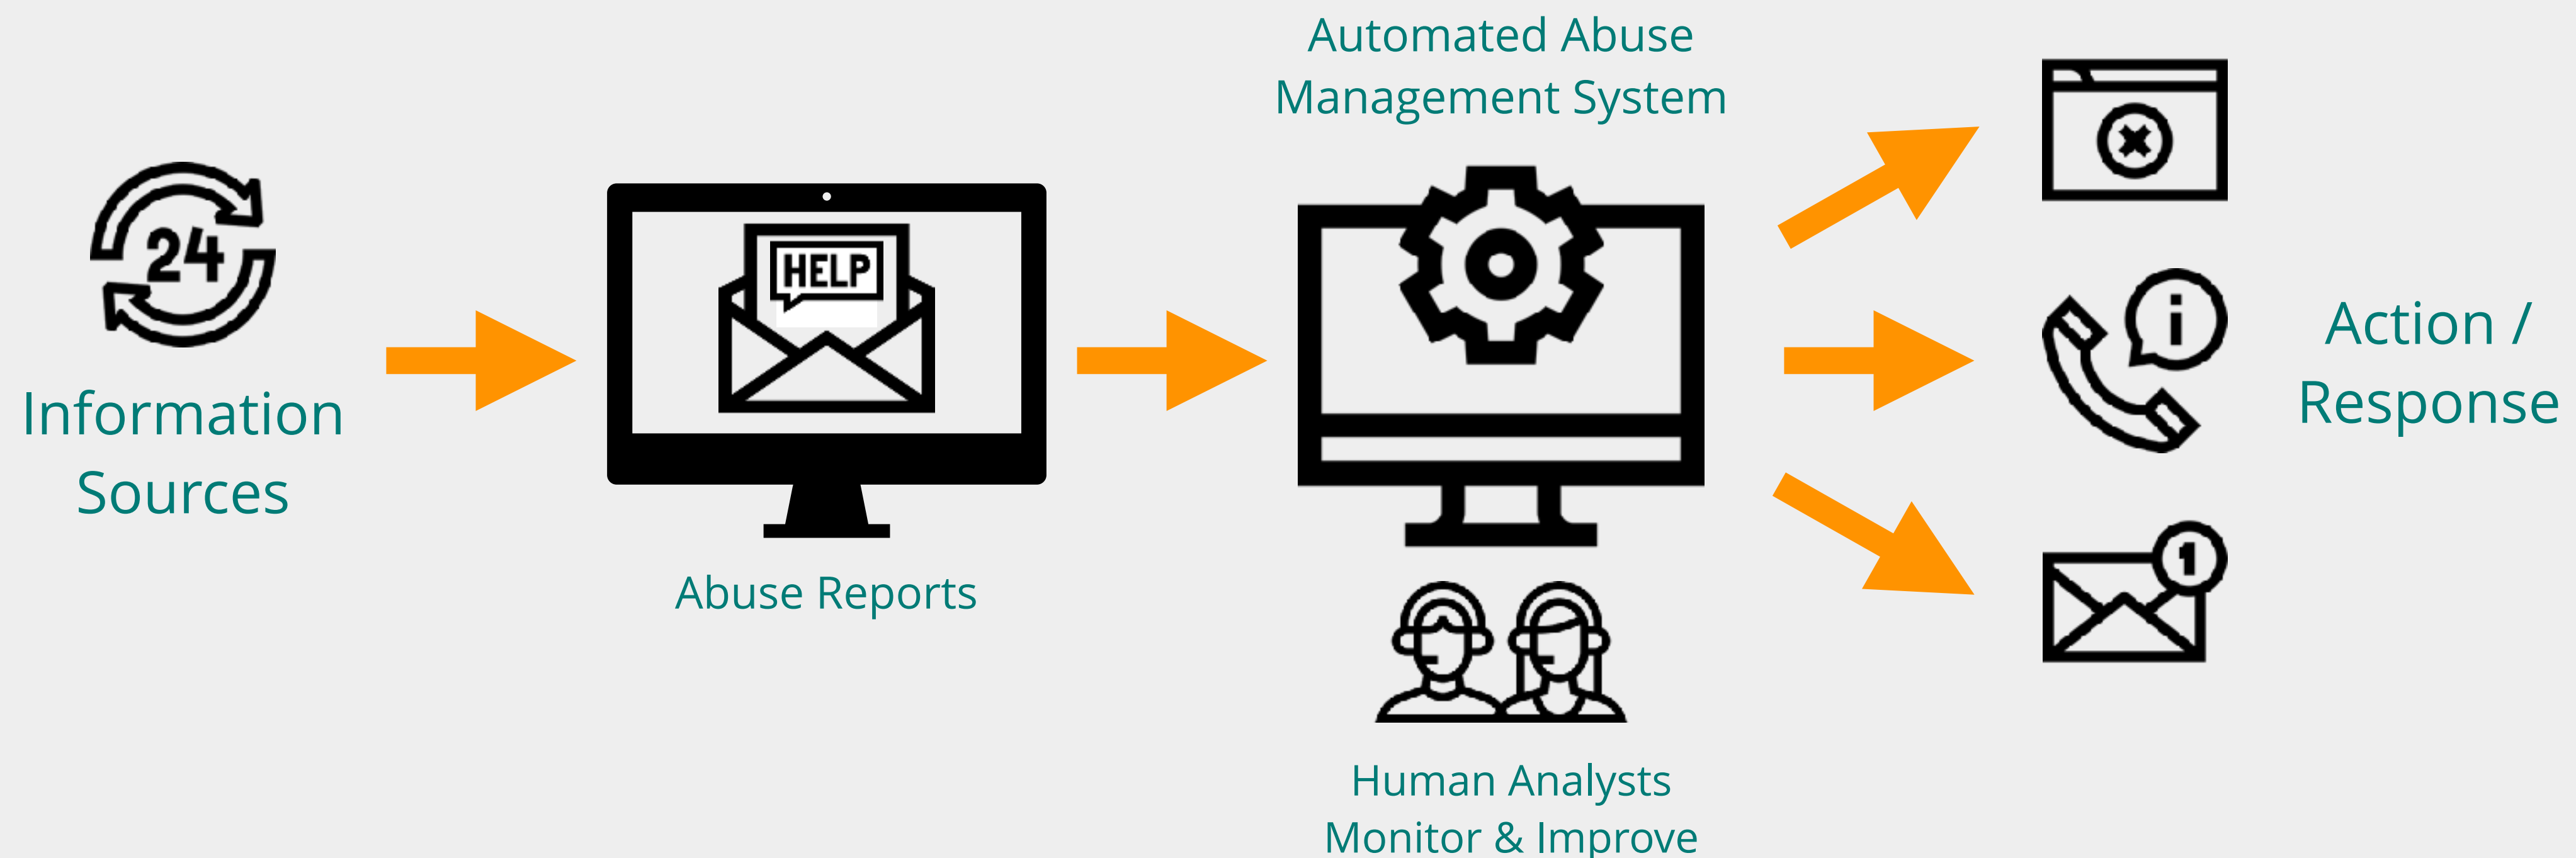 24
Information
Sources
HELP
Abuse Reports
Automated Abuse
Management System
Human Analysts
Monitor & Improve
i
1
Action /
Response